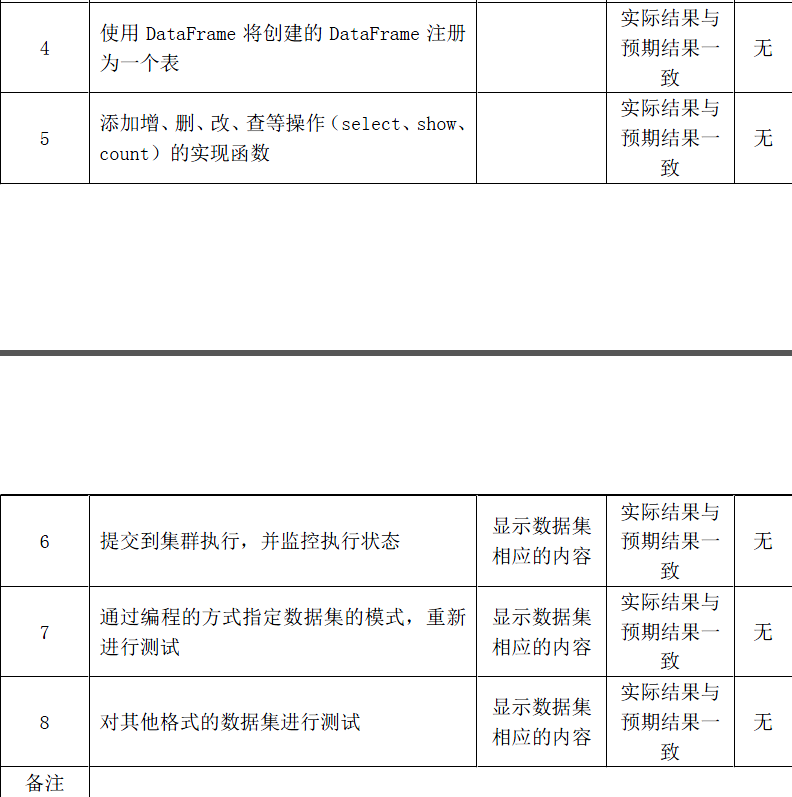 4
使用 DataFrame 将创建的 DataFrame 注册
为一个表
实际结果与
预期结果一
致
无
5
添加增、删、改、查等操作（select、show、
count）的实现函数
实际结果与
预期结果一
致
无
6
提交到集群执行，并监控执行状态
显示数据集
相应的内容
实际结果与
预期结果一
致
无
7
通过编程的方式指定数据集的模式，重新
进行测试
显示数据集
相应的内容
实际结果与
预期结果一
致
无
8
对其他格式的数据集进行测试
显示数据集
相应的内容
实际结果与
预期结果一
致
无
备注